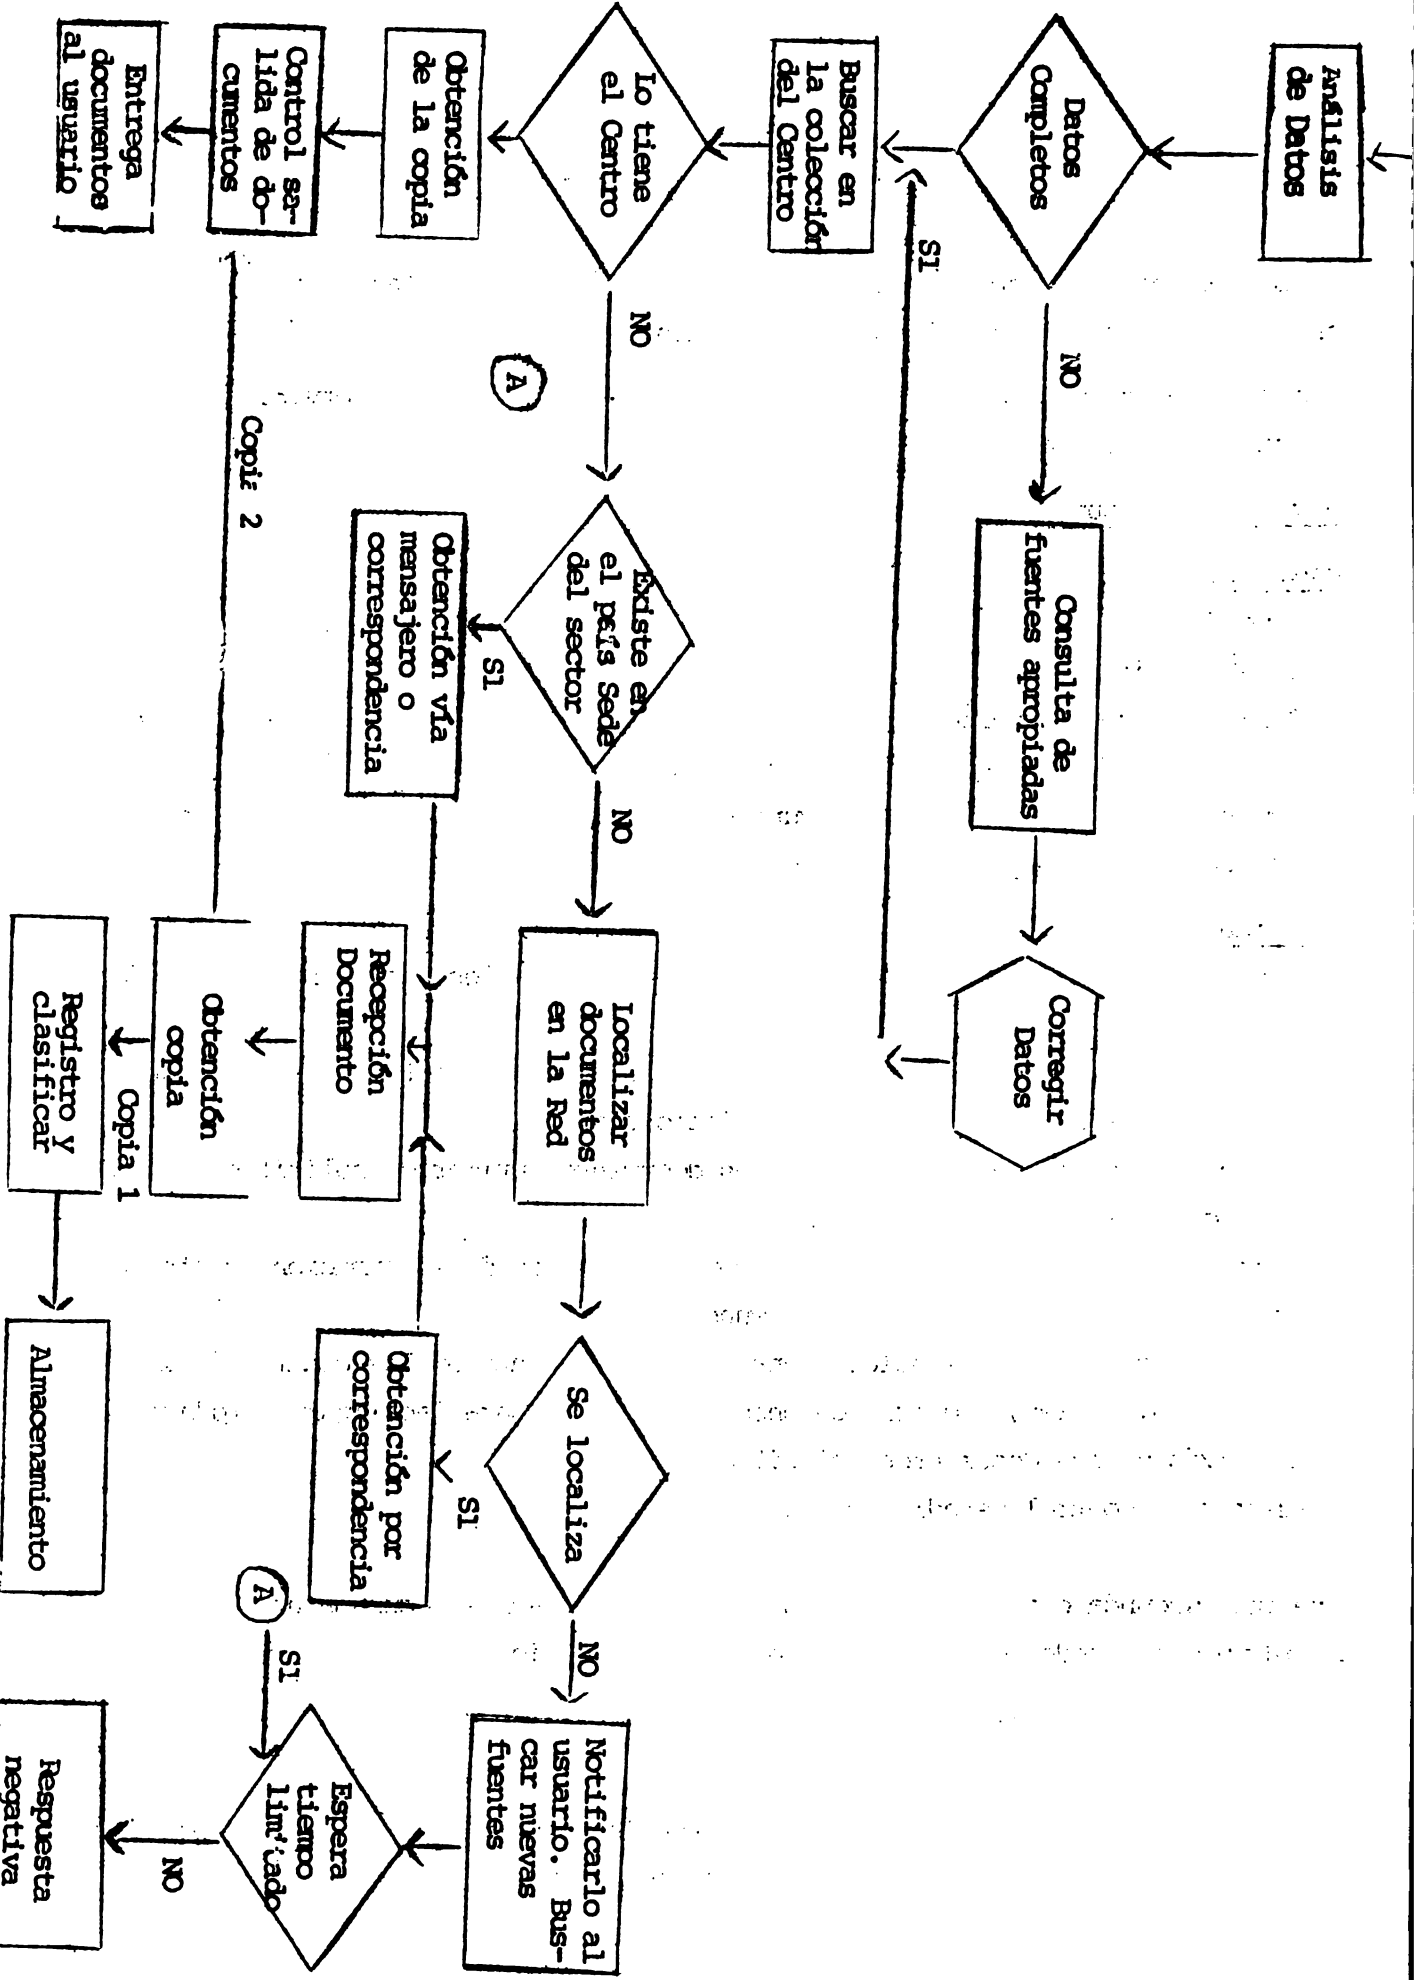 Análisis
de Datos
Datos
Completos
NO
Consulta de
fuentes apropiadas
Corregir
Datos
S1
Buscar en
la colección
del Centro
Lo tiene
el Centro
NO
A
Existe en
el país Sede
del sector
NO
Localizar
documentos
en la Red
Se localiza
NO
Notificarlo al
usuario. Bus-
car nuevas
fuentes
Obtención
de la copia
S1
Obtención vía
mensajero o
correspondencia
Recepción
Documento
S1
Obtención por
correspondencia
A
S1
Espera
tiempo
limitado
NO
Respuesta
negativa
Control sa-
lida de do-
cumentos
Copia 2
Obtención
copia
Copia 1
Registro y
clasificar
Almacenamiento
Entrega
documentos
al usuario